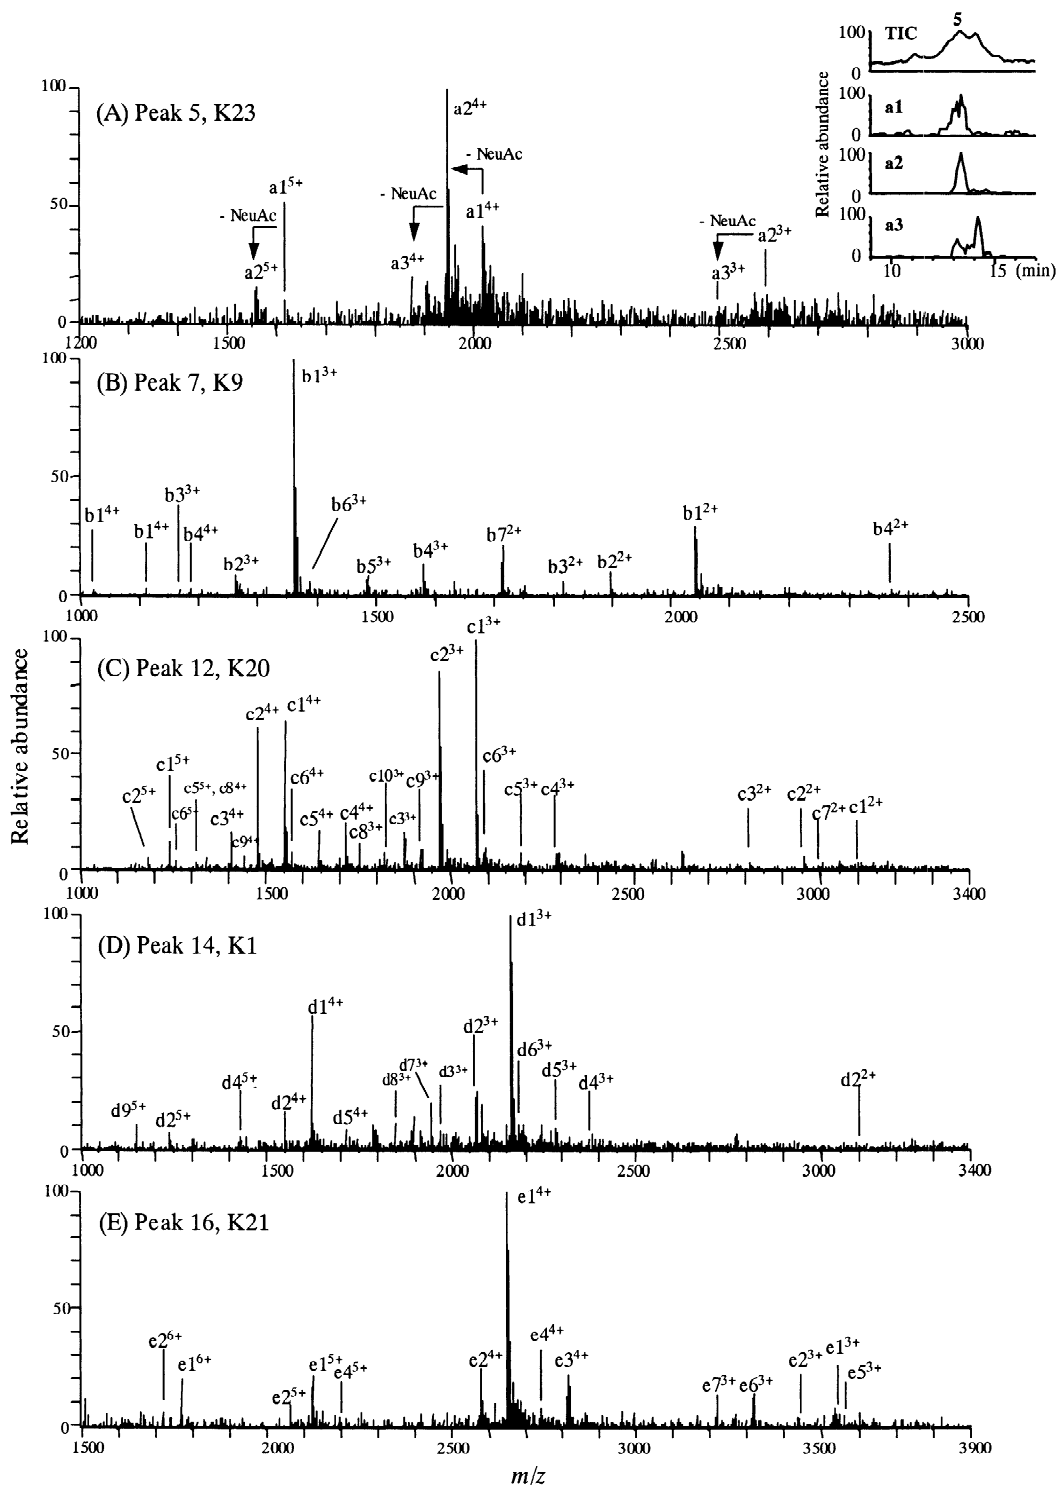 5
100
TIC
0
100
a1
0
100
a2
0
100
a3
0
10 15 (min)
Relative abundance
(A) Peak 5, K23
100
50
0
a2⁴⁺
- NeuAc
a1⁵⁺
- NeuAc
a1⁴⁺
- NeuAc
- NeuAc
a2³⁺
a2⁵⁺
a3⁴⁺
a3³⁺
1200 1500 2000 2500 3000
(B) Peak 7, K9
100
50
0
b1³⁺
b3³⁺
b6³⁺
b1⁴⁺
b1⁴⁺
b4⁴⁺
b7²⁺
b1²⁺
b4²⁺
b2³⁺
b5³⁺
b4³⁺
b3²⁺
b2²⁺
1000 1500 2000 2500
Relative abundance
(C) Peak 12, K20
100
50
0
c1³⁺
c2³⁺
c2⁴⁺
c1⁴⁺
c1⁵⁺
c6⁴⁺
c10³⁺
c9³⁺
c6³⁺
c2⁵⁺
c5⁵⁺, c8⁴⁺
c6⁵⁺
c3⁴⁺
c9⁴⁺
c5⁴⁺
c4⁴⁺
c8³⁺
c3³⁺
c5³⁺
c4³⁺
c3²⁺
c2²⁺
c7²⁺
c1²⁺
1000 1500 2000 2500 3000 3400
(D) Peak 14, K1
100
50
0
d1³⁺
d1⁴⁺
d2³⁺
d6³⁺
d7³⁺
d8³⁺
d3³⁺
d5³⁺
d4³⁺
d2²⁺
d4⁵⁺
d9⁵⁺
d2⁵⁺
d2⁴⁺
d5⁴⁺
1000 1500 2000 2500 3000 3400
(E) Peak 16, K21
100
50
0
e1⁴⁺
e2⁶⁺
e1⁶⁺
e2⁵⁺
e1⁵⁺
e4⁵⁺
e2⁴⁺
e4⁴⁺
e3⁴⁺
e7³⁺
e6³⁺
e2³⁺
e1³⁺
e5³⁺
1500 2000 2500 3000 3500 3900
m/z